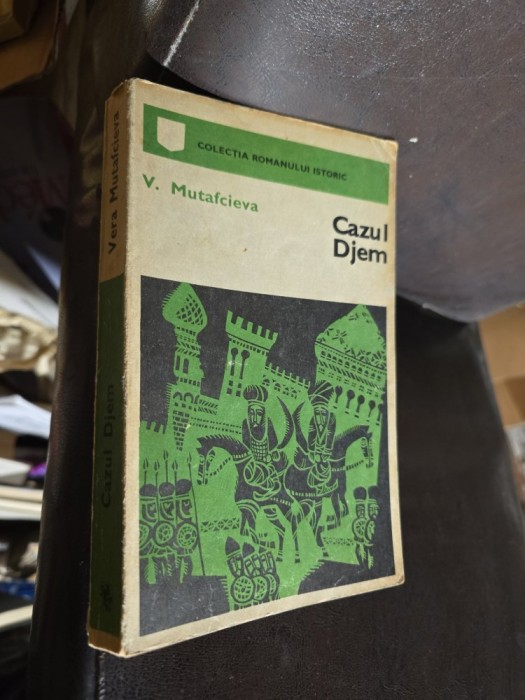 COLECȚIA ROMANULUI ISTORIC
V. Mutafcieva
Cazul
Djem
Vera Mutafcieva
Cazul Djem